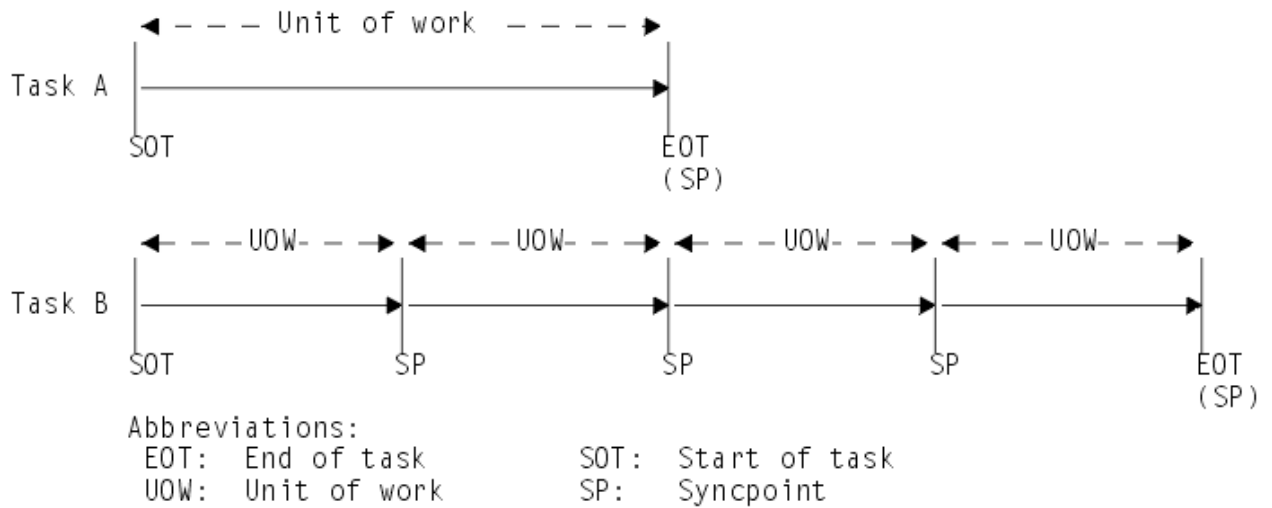 Unit of work
Task A
SOT
EOT
(SP)
UOW UOW UOW UOW
Task B
SOT SP SP SP EOT
(SP)
Abbreviations:
EOT: End of task SOT: Start of task
UOW: Unit of work SP: Syncpoint